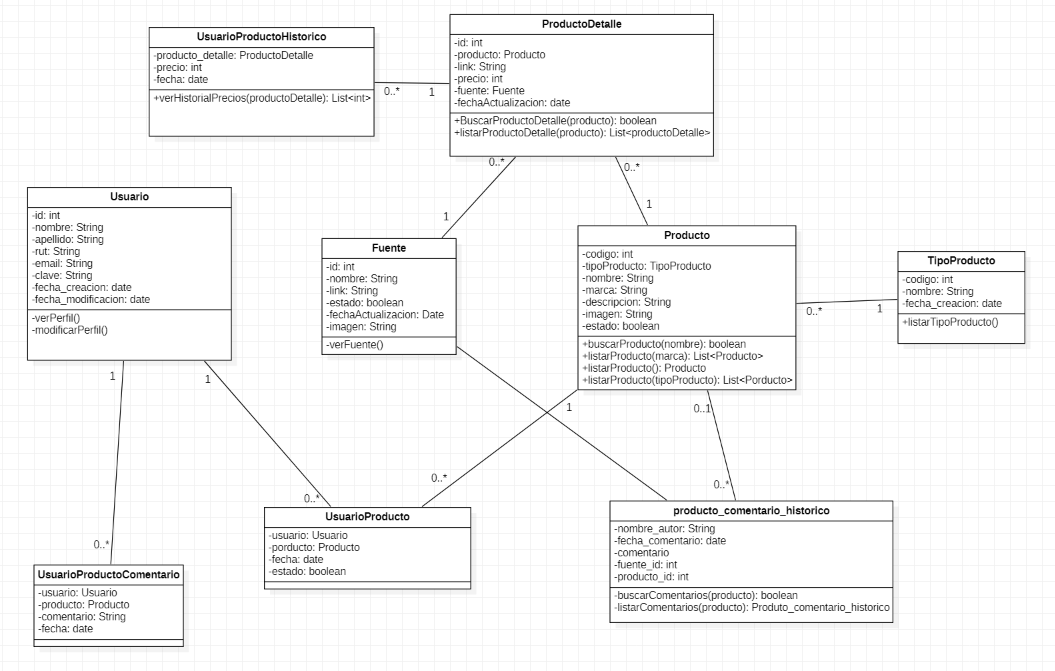 UsuarioProductoHistorico
-producto_detalle: ProductoDetalle
-precio: int
-fecha: date
+verHistorialPrecios(productoDetalle): List<int>
0..*
1
ProductoDetalle
-id: int
-producto: Producto
-link: String
-precio: int
-fuente: Fuente
-fechaActualizacion: date
+BuscarProductoDetalle(producto): boolean
+listarProductoDetalle(producto): List<productoDetalle>
0..*
0..*
1
1
Usuario
-id: int
-nombre: String
-apellido: String
-rut: String
-email: String
-clave: String
-fecha_creacion: date
-fecha_modificacion: date
-verPerfil()
-modificarPerfil()
1
1
Fuente
-id: int
-nombre: String
-link: String
-estado: boolean
-fechaActualizacion: Date
-imagen: String
-verFuente()
Producto
-codigo: int
-tipoProducto: TipoProducto
-nombre: String
-marca: String
-descripcion: String
-imagen: String
-estado: boolean
+buscarProducto(nombre): boolean
+listarProducto(marca): List<Producto>
+listarProducto(): Producto
+listarProducto(tipoProducto): List<Porducto>
0..*
1
TipoProducto
-codigo: int
-nombre: String
-fecha_creacion: date
+listarTipoProducto()
1
0..1
0..*
0..*
0..*
0..*
UsuarioProducto
-usuario: Usuario
-porducto: Producto
-fecha: date
-estado: boolean
producto_comentario_historico
-nombre_autor: String
-fecha_comentario: date
-comentario
-fuente_id: int
-producto_id: int
-buscarComentarios(producto): boolean
-listarComentarios(producto): Produto_comentario_historico
UsuarioProductoComentario
-usuario: Usuario
-producto: Producto
-comentario: String
-fecha: date